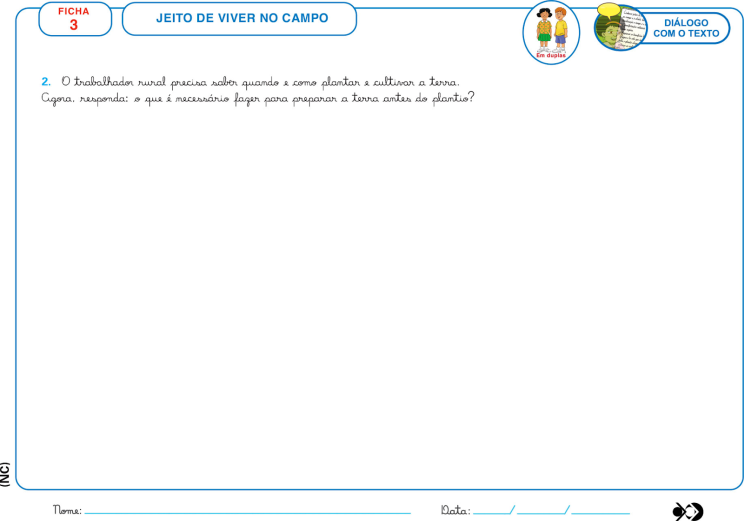 FICHA
3
JEITO DE VIVER NO CAMPO
Em duplas
DIÁLOGO
COM O TEXTO
2. O trabalhador rural precisa saber quando e como plantar e cultivar a terra.
Agora, responda: o que é necessário fazer para preparar a terra antes do plantio?
(NC)
Nome:
Data: / /